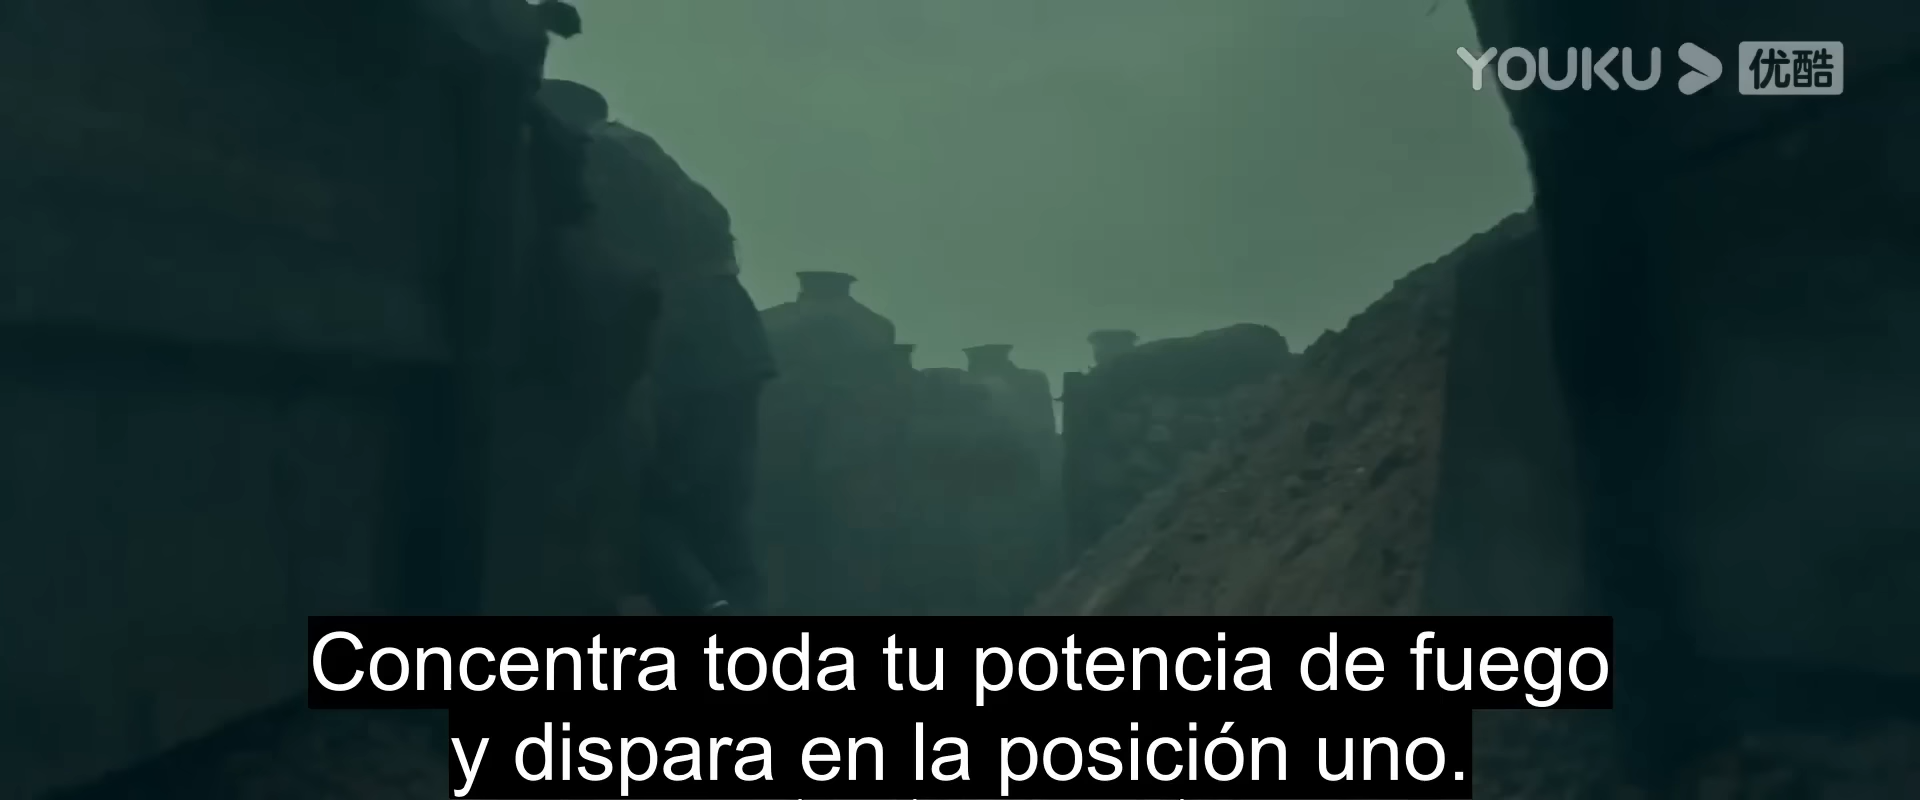 YOUKU 优酷
Concentra toda tu potencia de fuego
y dispara en la posición uno.